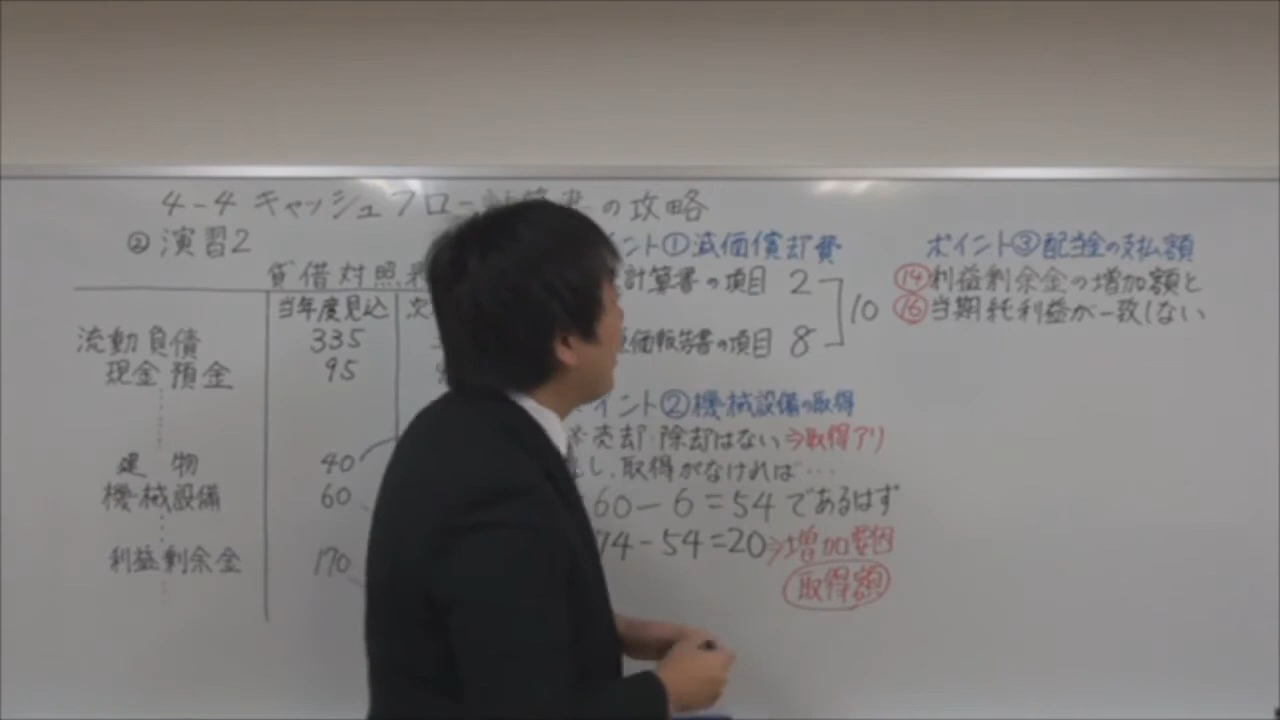 4-4 キャッシュフロー計算書の攻略
② 演習2
貸借対照表
当年度見込 次
流動負債 335
現金預金 95
建物 40
機械設備 60
利益剰余金 170
イント①減価償却費
計算書の項目 2
価報告書の項目 8
10
イント②機械設備の取得
売却・除却はない⇒取得アリ
し、取得がなければ…
60-6=54であるはず
74-54=20⇒増加要因
取得額
ポイント③配当金の支払額
⑭利益剰余金の増加額と
⑯当期純利益が一致しない